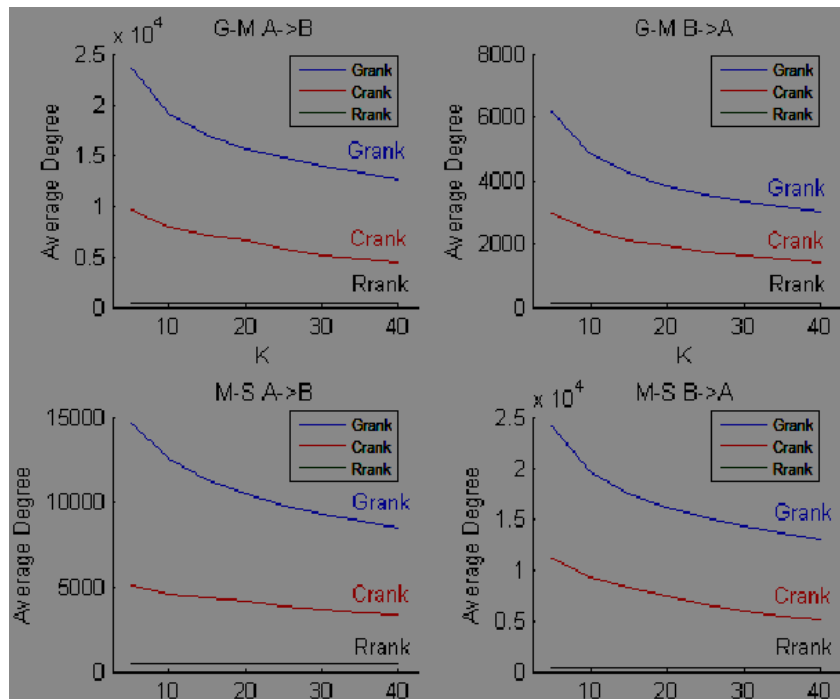 G-M A->B
x 10^4
2.5
2
1.5
1
0.5
0
10
20
30
40
K
Average Degree
Grank
Crank
Rrank
Grank
Crank
Rrank
G-M B->A
8000
6000
4000
2000
0
10
20
30
40
K
Average Degree
Grank
Crank
Rrank
Grank
Crank
Rrank
M-S A->B
15000
10000
5000
0
10
20
30
40
Average Degree
Grank
Crank
Rrank
Grank
Crank
Rrank
M-S B->A
x 10^4
2.5
2
1.5
1
0.5
0
10
20
30
40
Average Degree
Grank
Crank
Rrank
Grank
Crank
Rrank